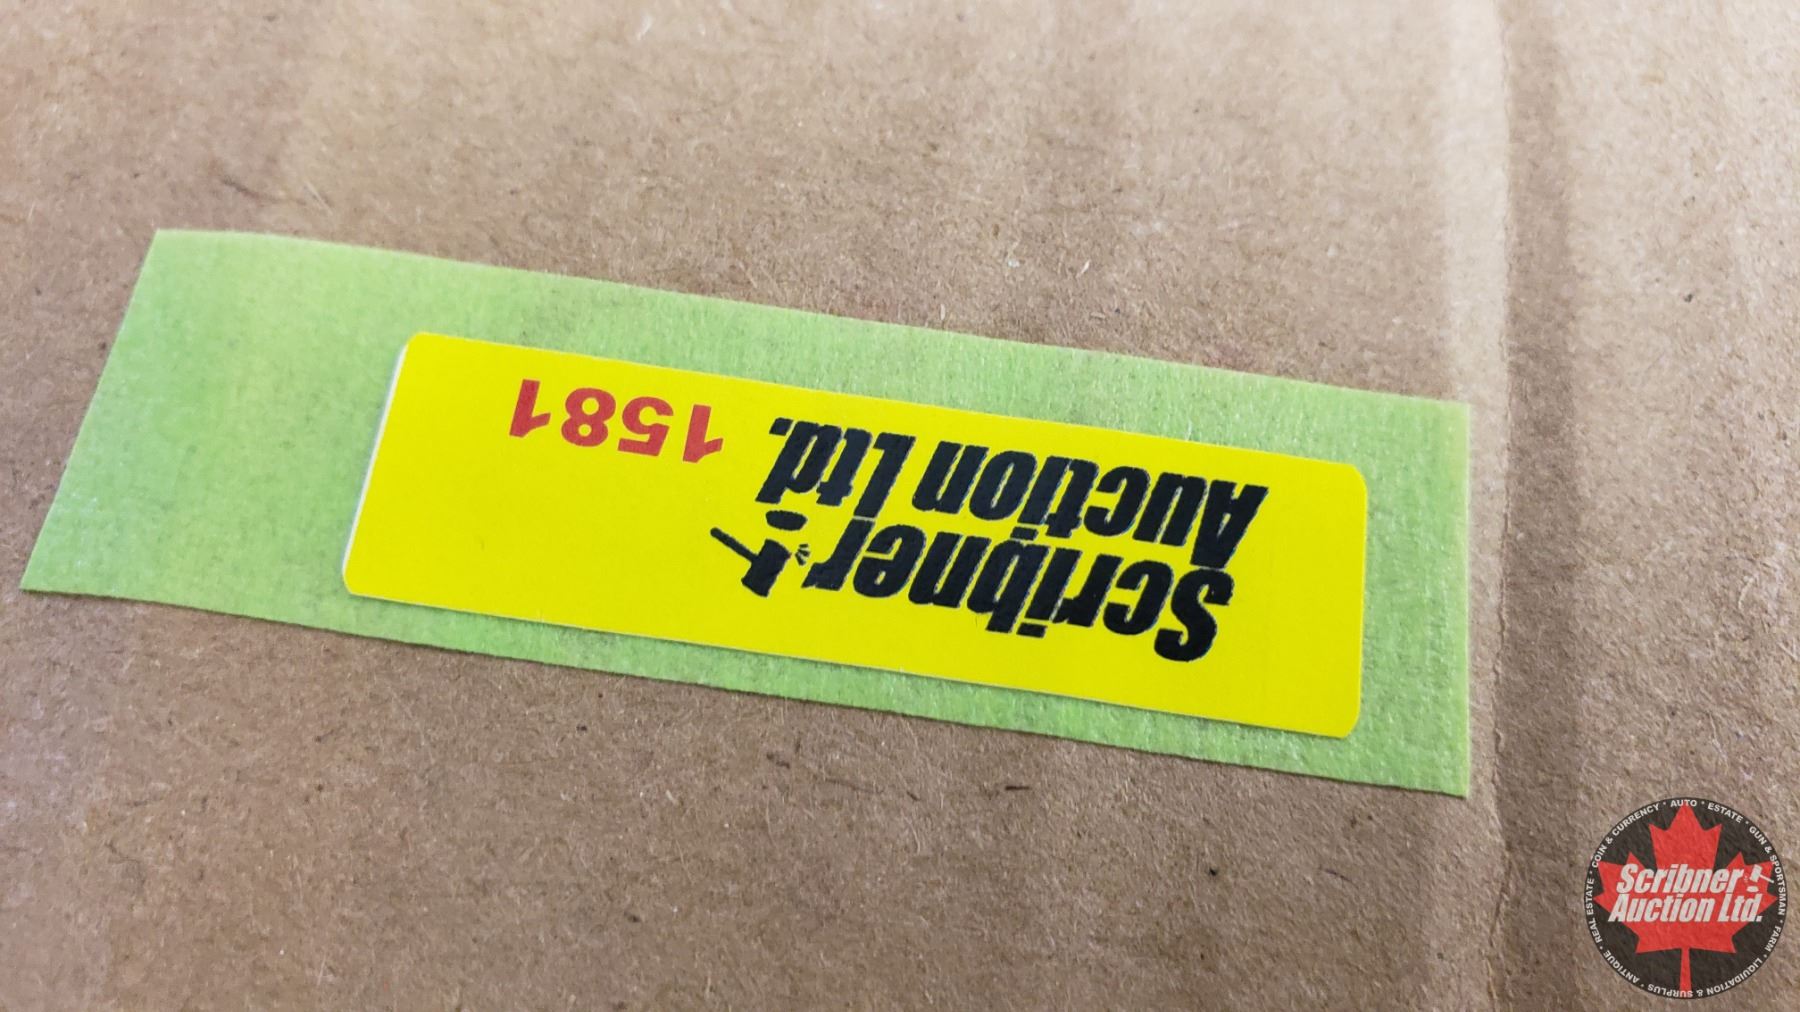 Scribner
Auction Ltd.
1581
REAL ESTATE • COIN & CURRENCY • AUTO • ESTATE • GUN & SPORTSMAN • FARM • LIQUIDATION & SURPLUS • ANTIQUE •
Scribner
Auction Ltd.